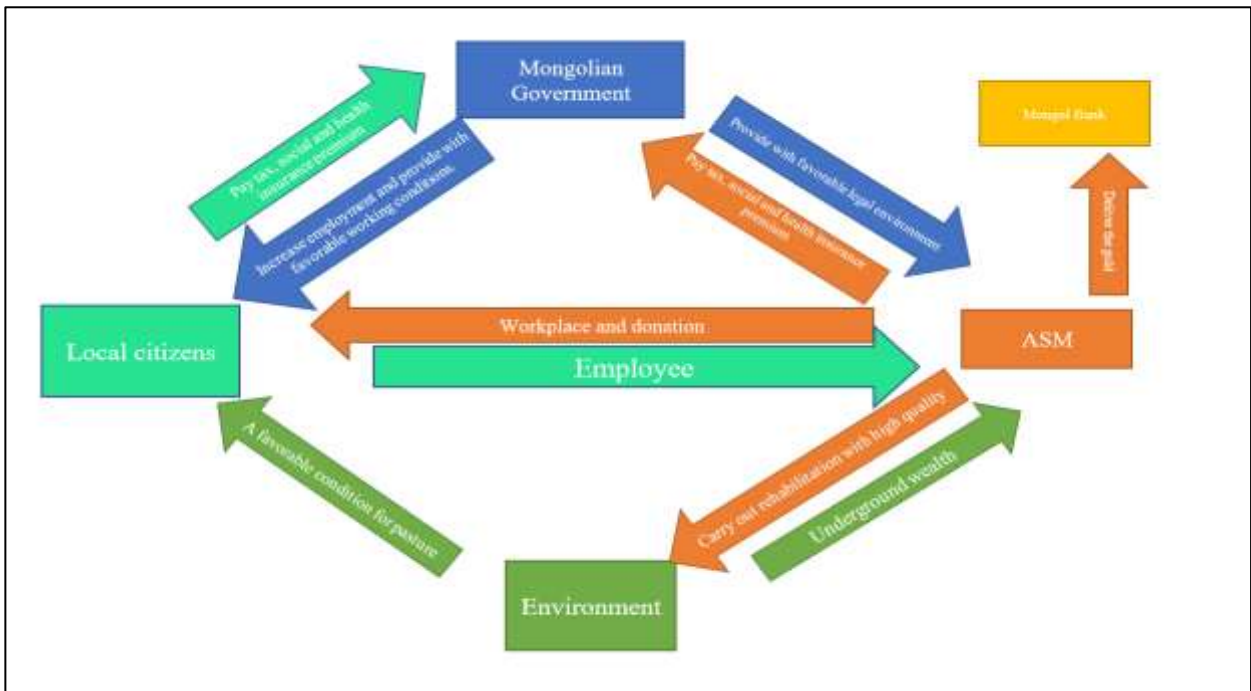 Mongolian
Government
Mongol Bank
Pay tax, social and health
insurance premium
Increase employment and provide with
favorable working conditions.
Provide with favorable legal environment
Pay tax, social and health insurance
premium
the gold
Workplace and donation
Employee
Local citizens
ASM
A favorable condition for pasture
Carry out rehabilitation with high quality
Underground wealth
Environment